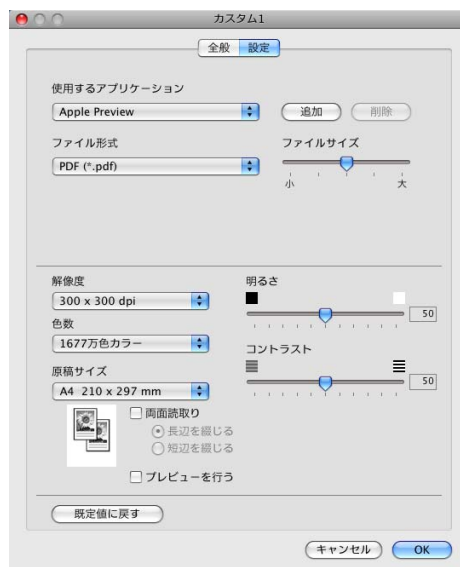 カスタム1
全般 設定
使用するアプリケーション
Apple Preview 追加 削除
ファイル形式 ファイルサイズ
PDF (*.pdf)
小 大
解像度 明るさ
300 x 300 dpi
50
色数
1677万色カラー
コントラスト
原稿サイズ
50
A4 210 x 297 mm
両面読取り
長辺を綴じる
短辺を綴じる
プレビューを行う
既定値に戻す
キャンセル OK